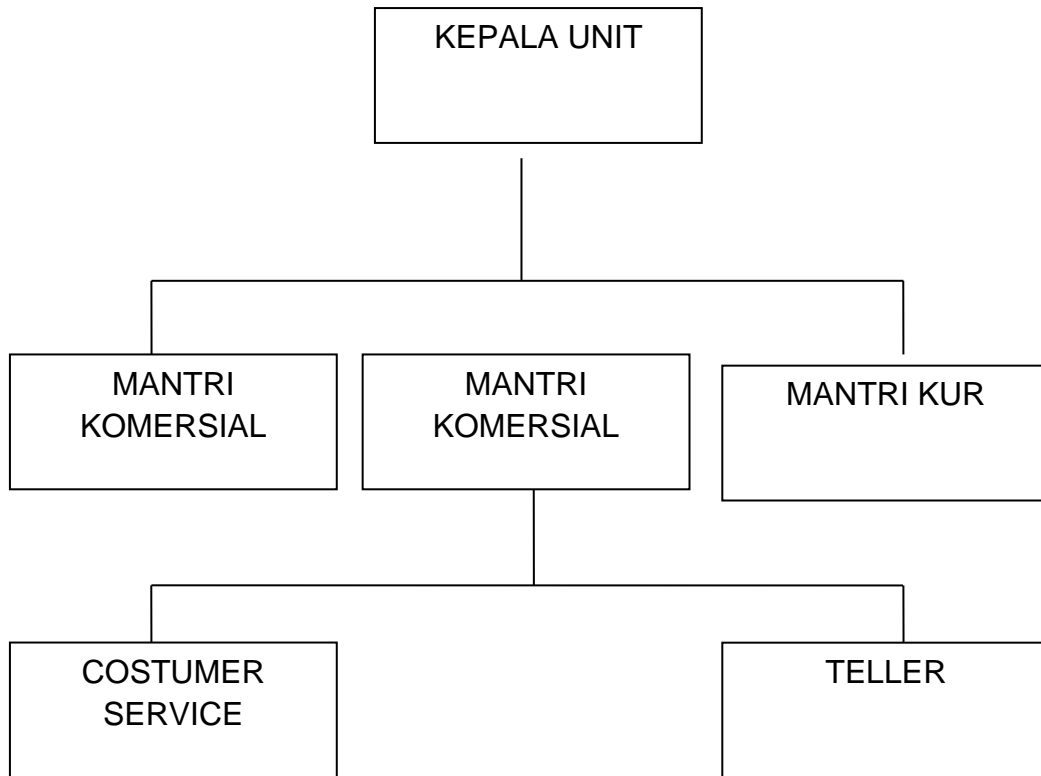 KEPALA UNIT
MANTRI
KOMERSIAL
MANTRI
KOMERSIAL
MANTRI KUR
COSTUMER
SERVICE
TELLER